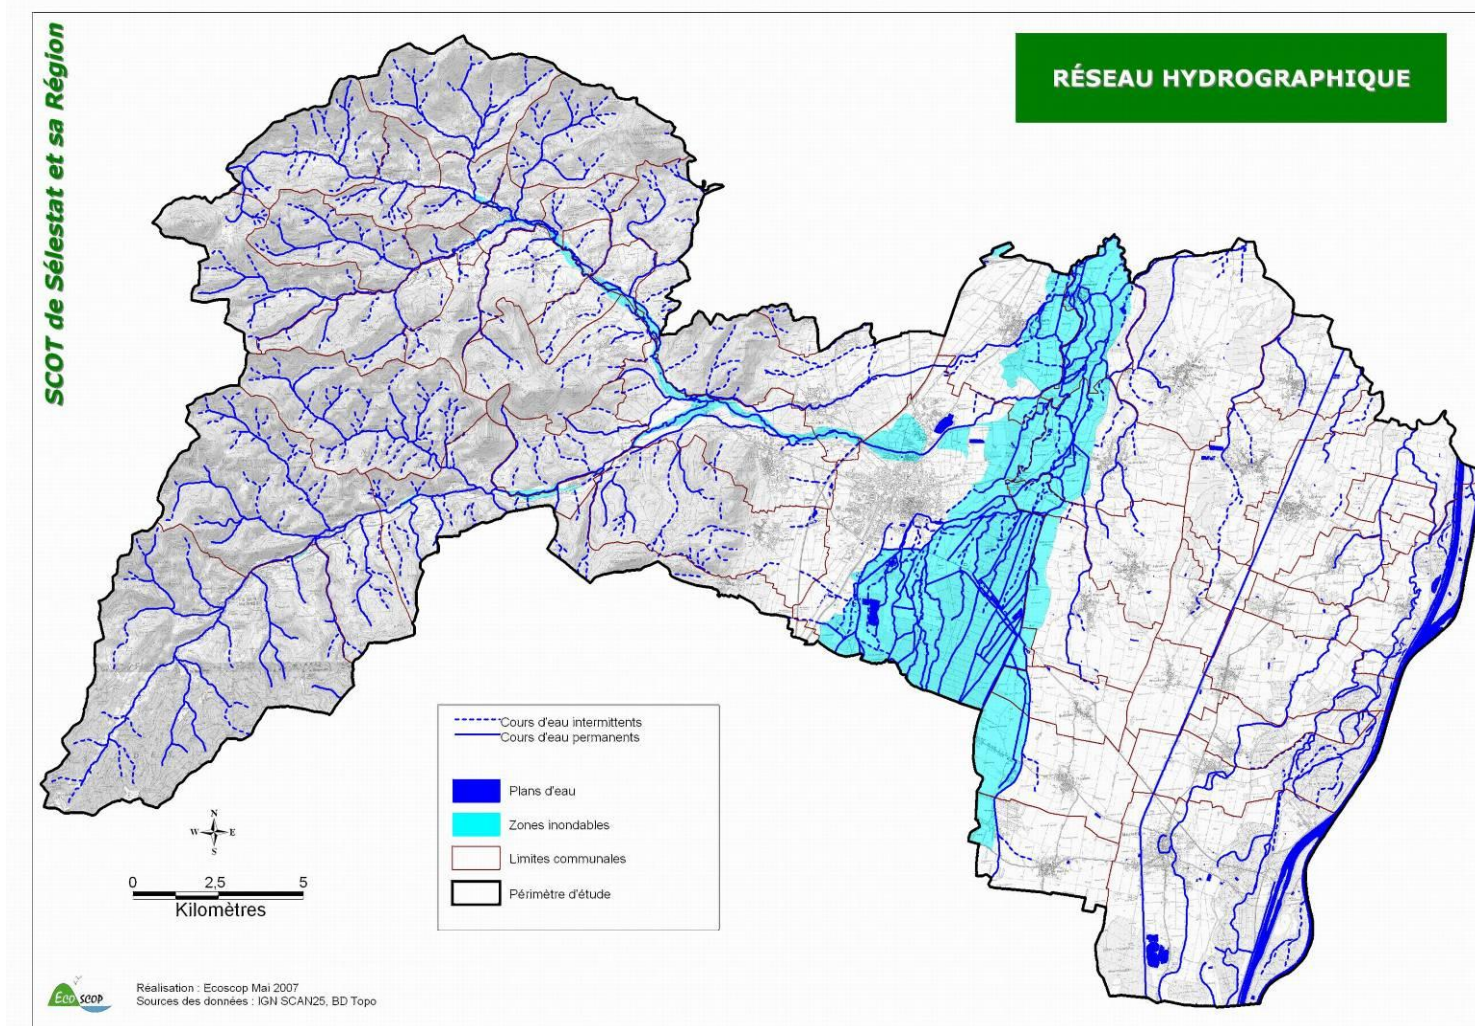 SCOT de Sélestat et sa Région
RÉSEAU HYDROGRAPHIQUE
Cours d'eau intermittents
Cours d'eau permanents
Plans d'eau
Zones inondables
Limites communales
Périmètre d'étude
N
W E
S
0 2,5 5
Kilomètres
ECO SCOP
Réalisation : Ecoscop Mai 2007
Sources des données : IGN SCAN25, BD Topo